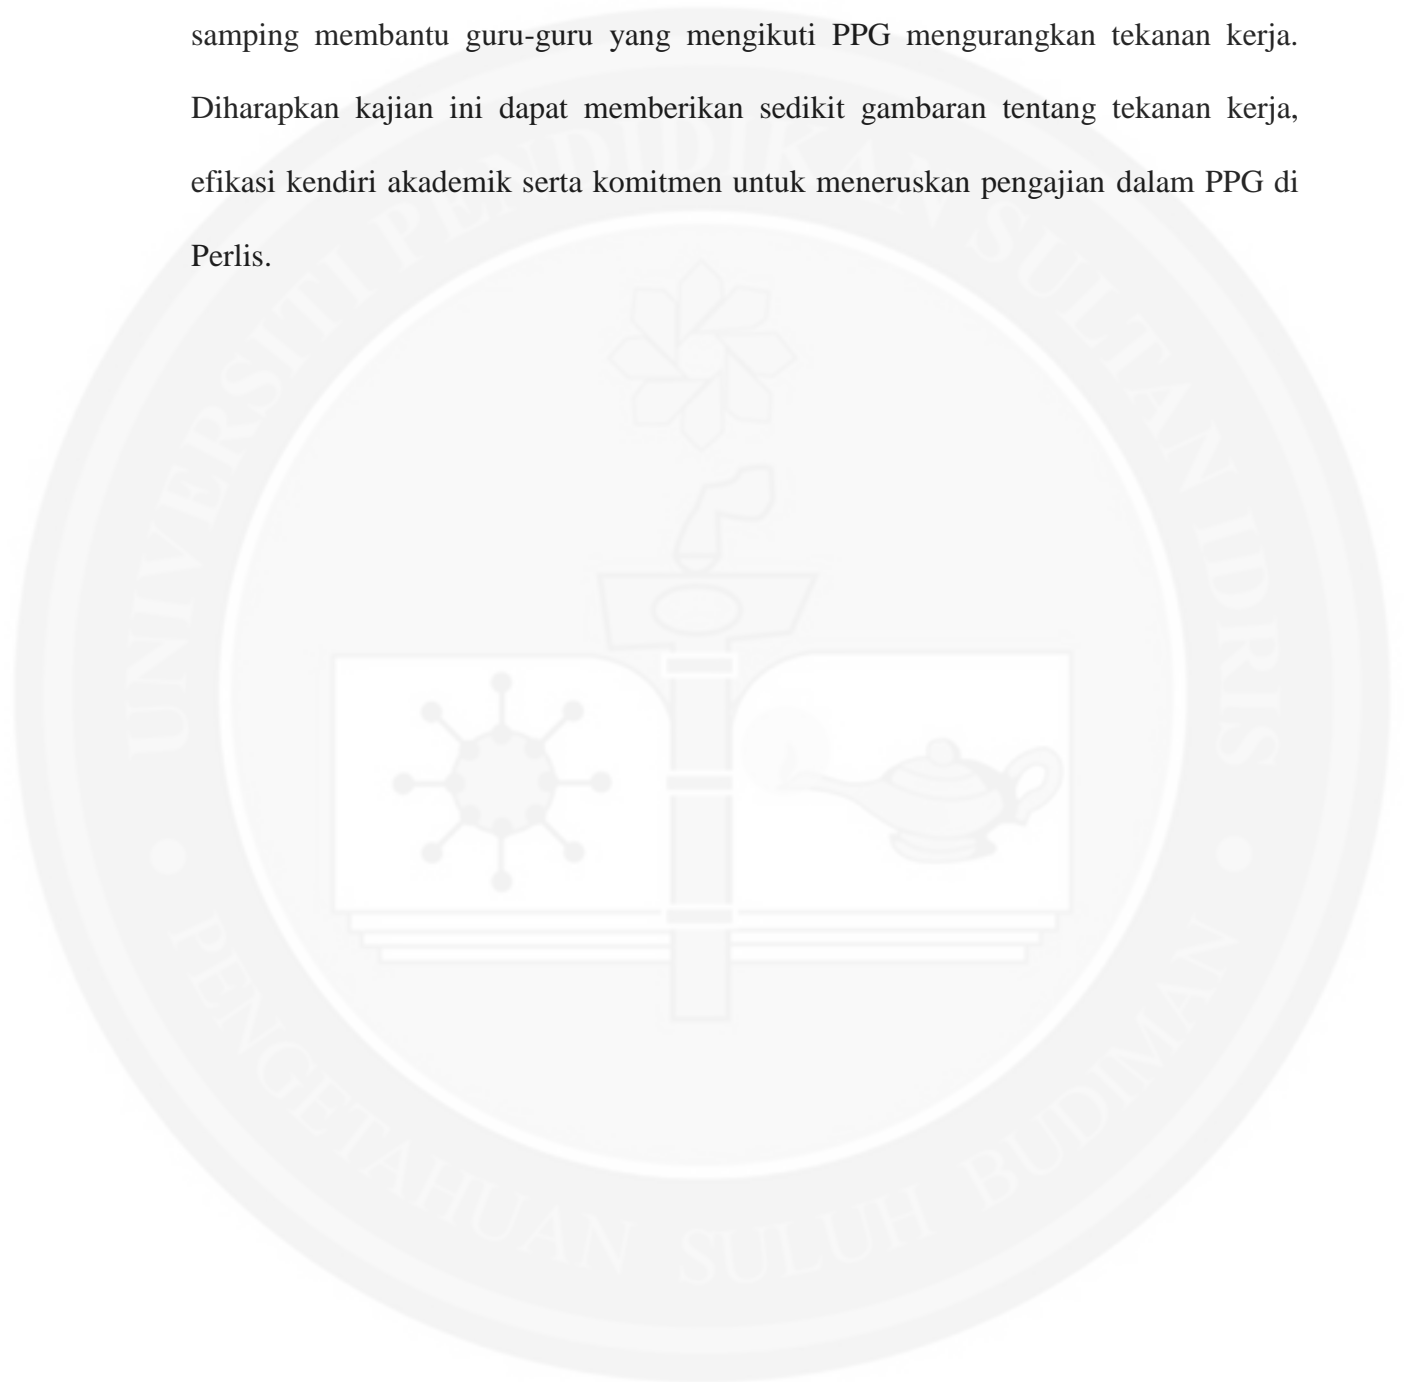 samping membantu guru-guru yang mengikuti PPG mengurangkan tekanan kerja.
Diharapkan kajian ini dapat memberikan sedikit gambaran tentang tekanan kerja,
efikasi kendiri akademik serta komitmen untuk meneruskan pengajian dalam PPG di
Perlis.
UNIVERSITI PENDIDIKAN SULTAN IDRIS
PENGETAHUAN SULUH BUDIMAN